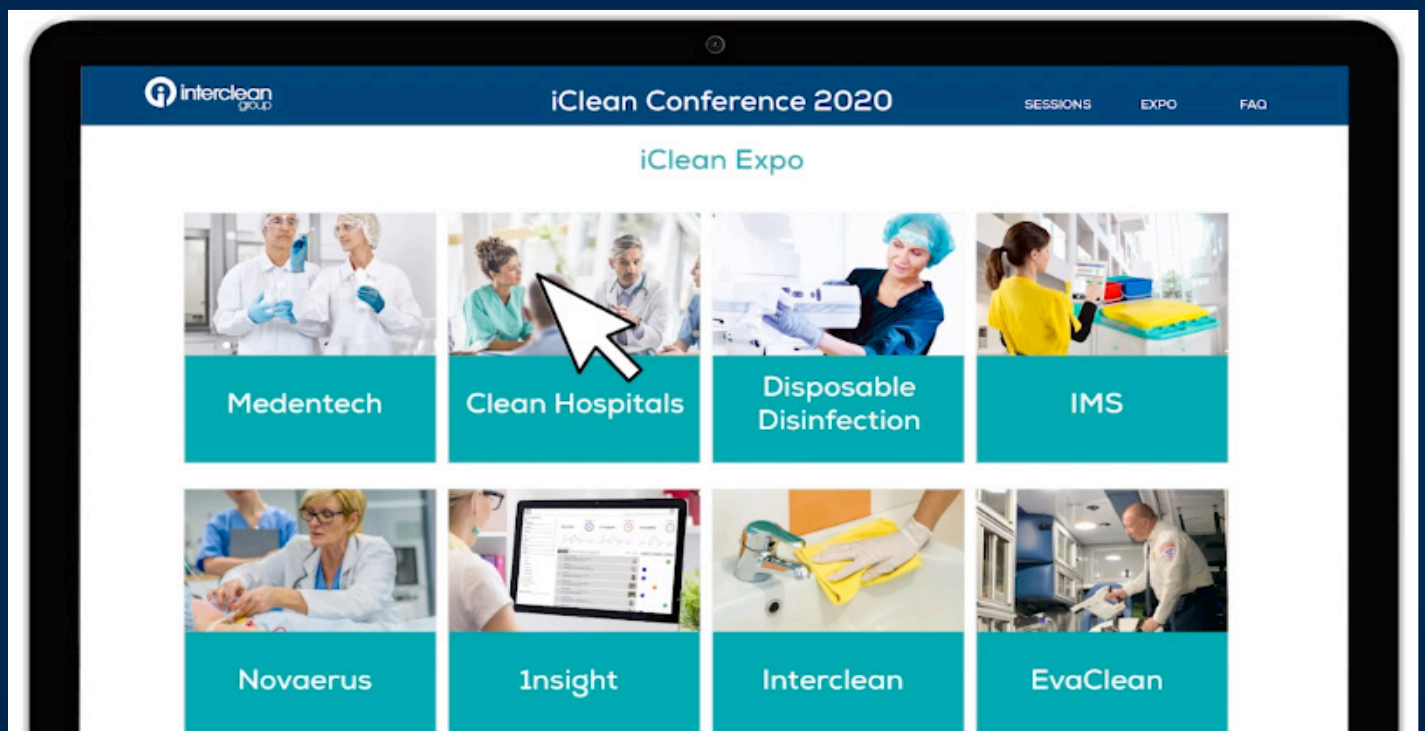 interclean
group
iClean Conference 2020
SESSIONS
EXPO
FAQ
iClean Expo
Medentech
Clean Hospitals
Disposable
Disinfection
IMS
Novaerus
1nsight
Interclean
EvaClean